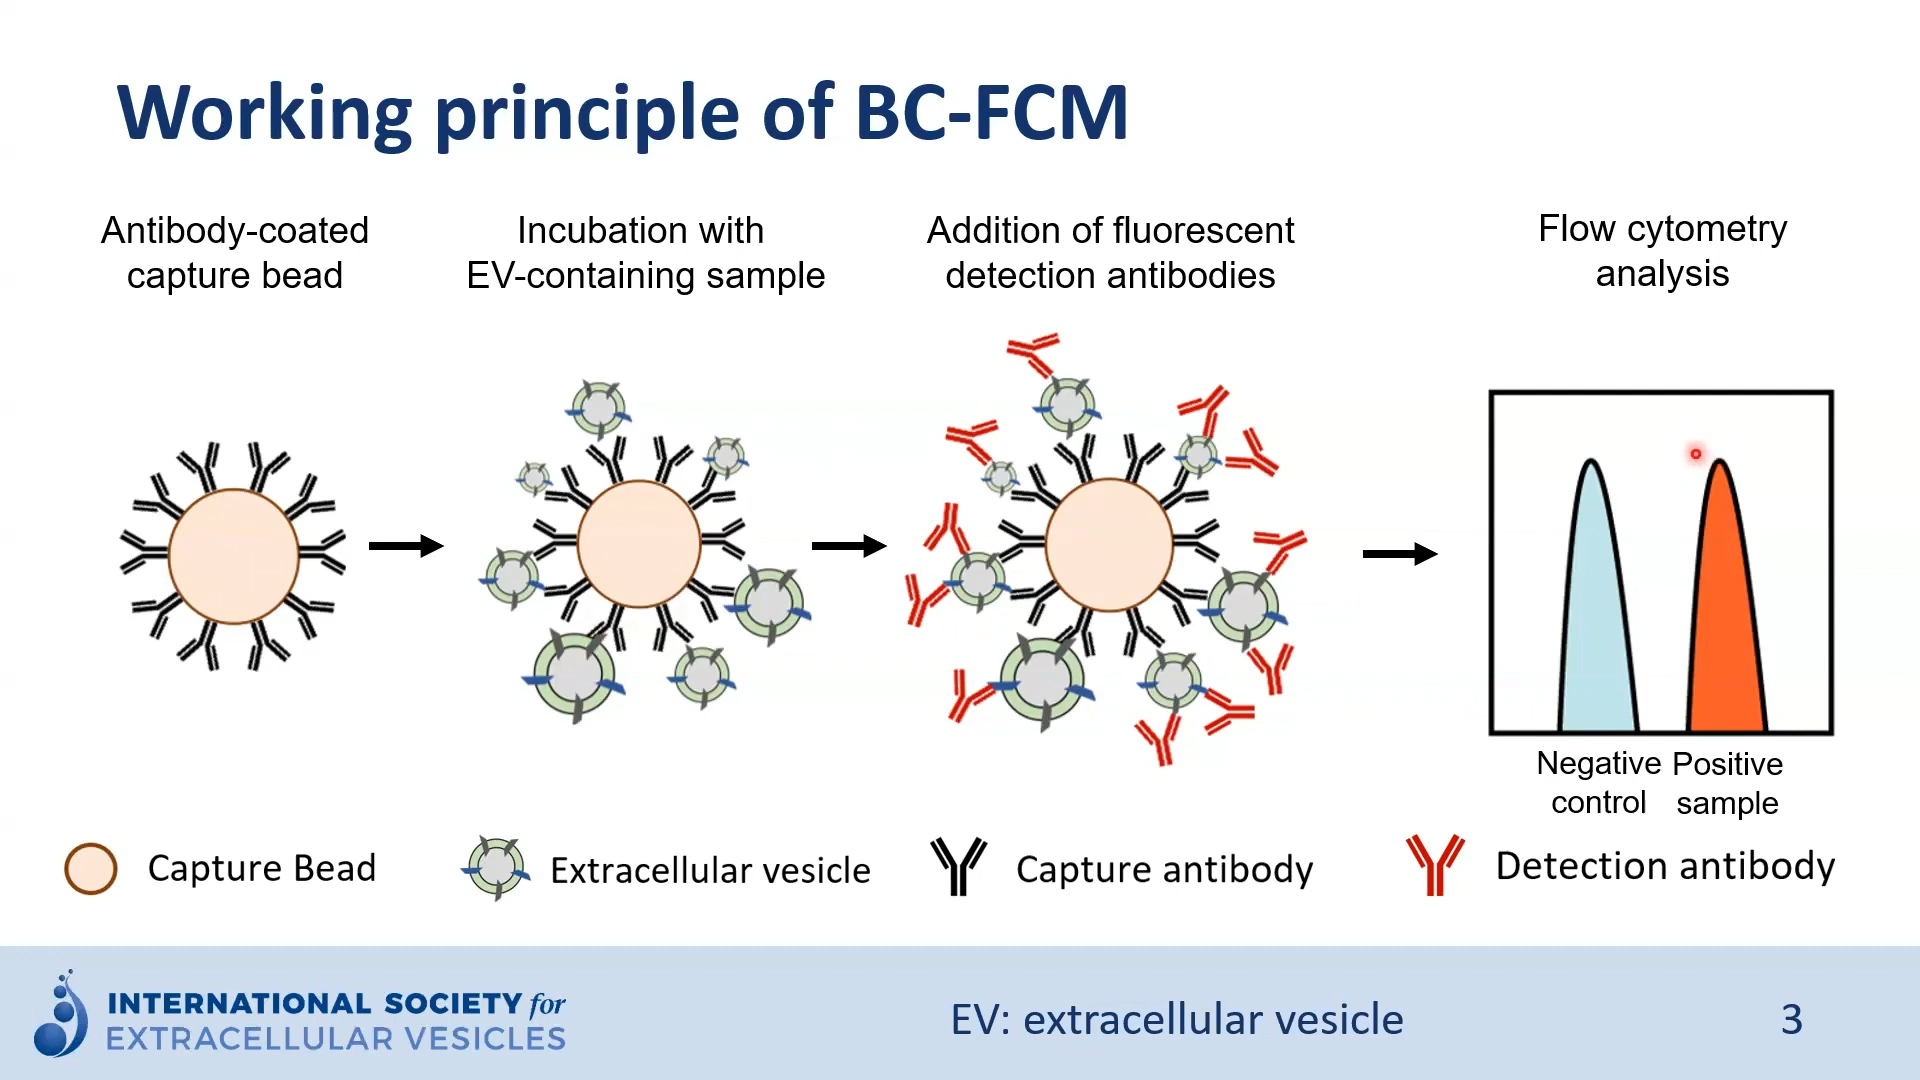 Working principle of BC-FCM
Antibody-coated
capture bead
Incubation with
EV-containing sample
Addition of fluorescent
detection antibodies
Flow cytometry
analysis
Negative
control
Positive
sample
Capture Bead
Extracellular vesicle
Capture antibody
Detection antibody
INTERNATIONAL SOCIETY for
EXTRACELLULAR VESICLES
EV: extracellular vesicle
3